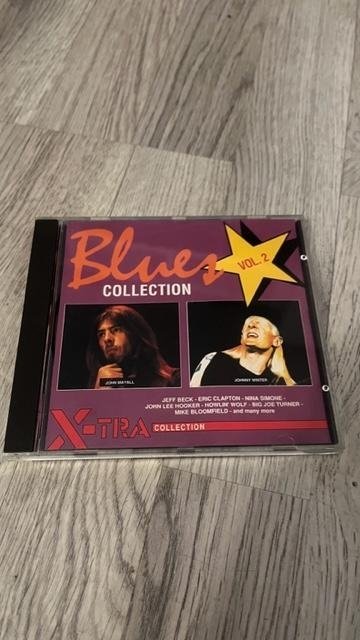 Blues
VOL. 2
COLLECTION
JOHN MAYALL
JOHNNY WINTER
JEFF BECK - ERIC CLAPTON - NINA SIMONE -
JOHN LEE HOOKER - HOWLIN' WOLF - BIG JOE TURNER -
MIKE BLOOMFIELD - and many more
X-TRA COLLECTION